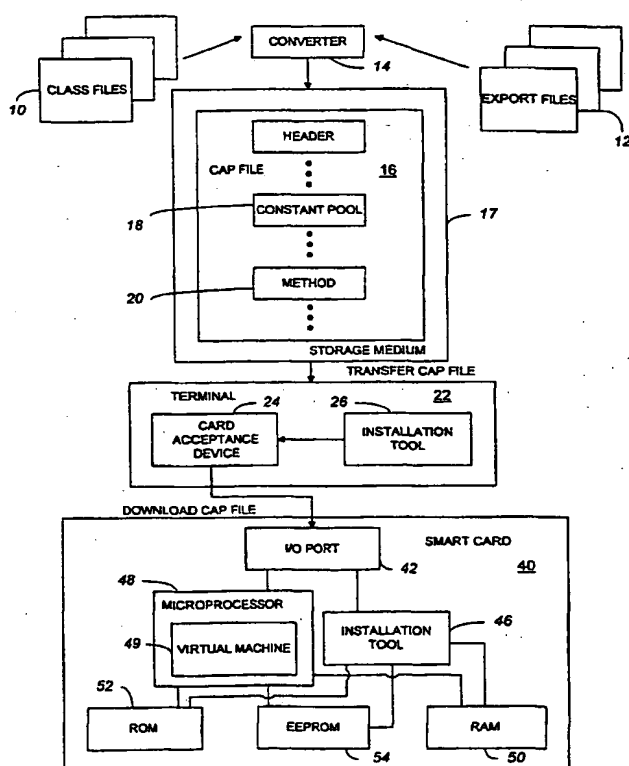 CONVERTER
14
10
CLASS FILES
EXPORT FILES
12
HEADER
CAP FILE
16
18
CONSTANT POOL
17
20
METHOD
STORAGE MEDIUM
TRANSFER CAP FILE
TERMINAL
24
26
22
CARD
ACCEPTANCE
DEVICE
INSTALLATION
TOOL
DOWNLOAD CAP FILE
I/O PORT
SMART CARD
42
40
48
MICROPROCESSOR
46
49
VIRTUAL MACHINE
INSTALLATION
TOOL
52
ROM
EEPROM
RAM
54
50